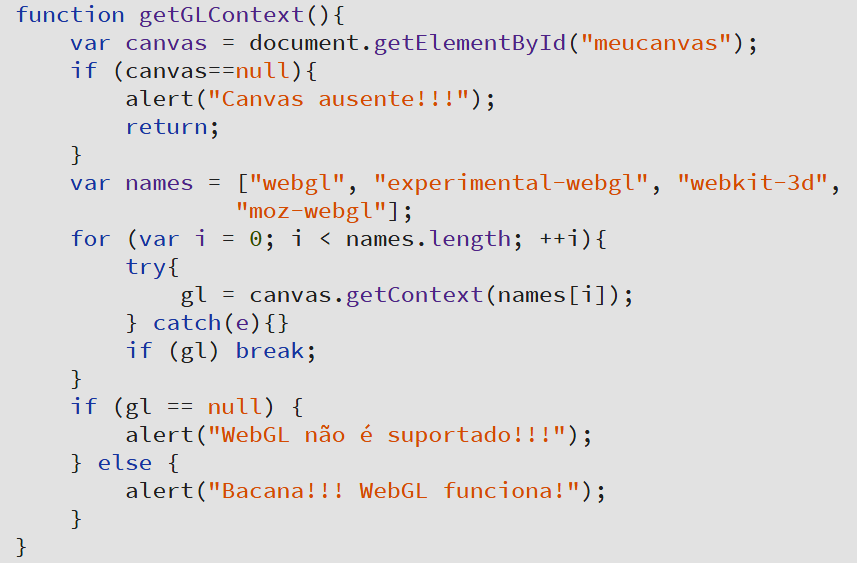 function getGLContext(){
    var canvas = document.getElementById("meucanvas");
    if (canvas==null){
        alert("Canvas ausente!!!");
        return;
    }
    var names = ["webgl", "experimental-webgl", "webkit-3d",
                "moz-webgl"];
    for (var i = 0; i < names.length; ++i){
        try{
            gl = canvas.getContext(names[i]);
        } catch(e){}
        if (gl) break;
    }
    if (gl == null) {
        alert("WebGL não é suportado!!!");
    } else {
        alert("Bacana!!! WebGL funciona!");
    }
}